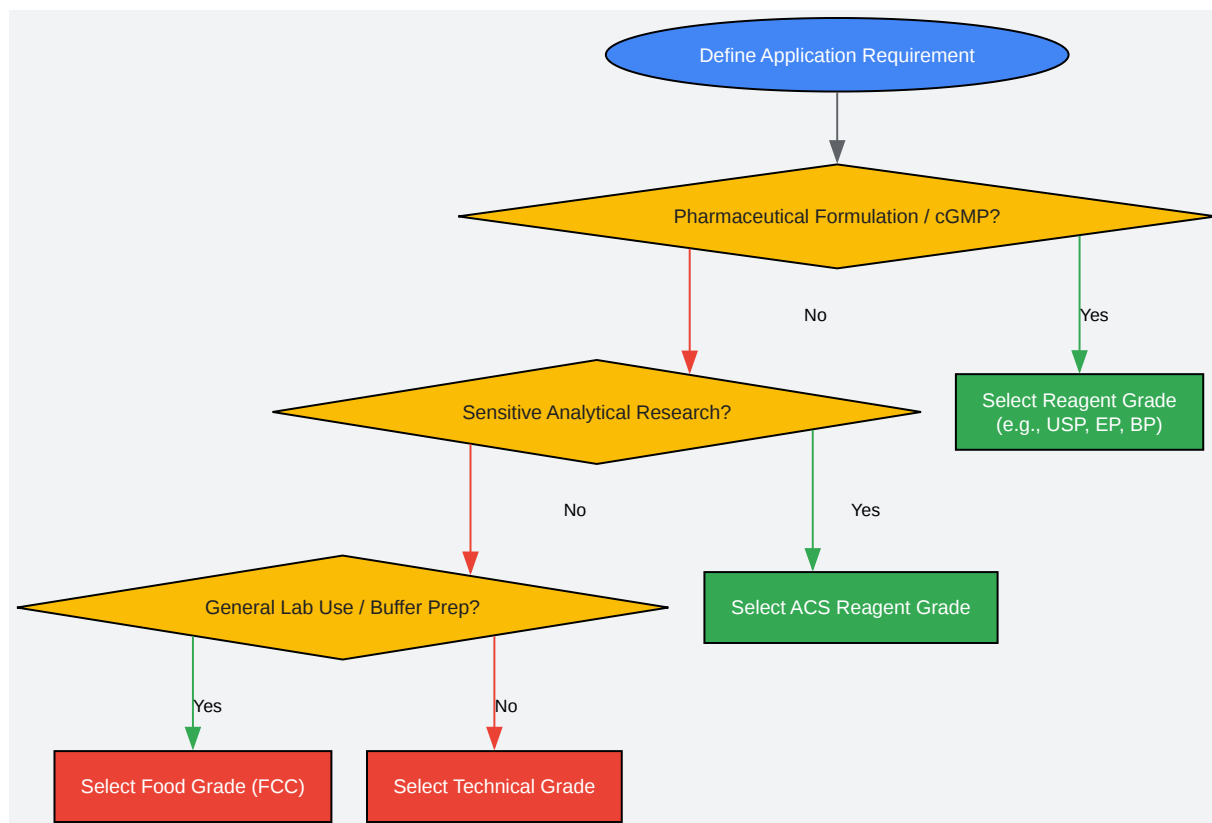 Define Application Requirement
Pharmaceutical Formulation / cGMP?
No
Yes
Sensitive Analytical Research?
Select Reagent Grade
(e.g., USP, EP, BP)
No
Yes
General Lab Use / Buffer Prep?
Select ACS Reagent Grade
Yes
No
Select Food Grade (FCC)
Select Technical Grade